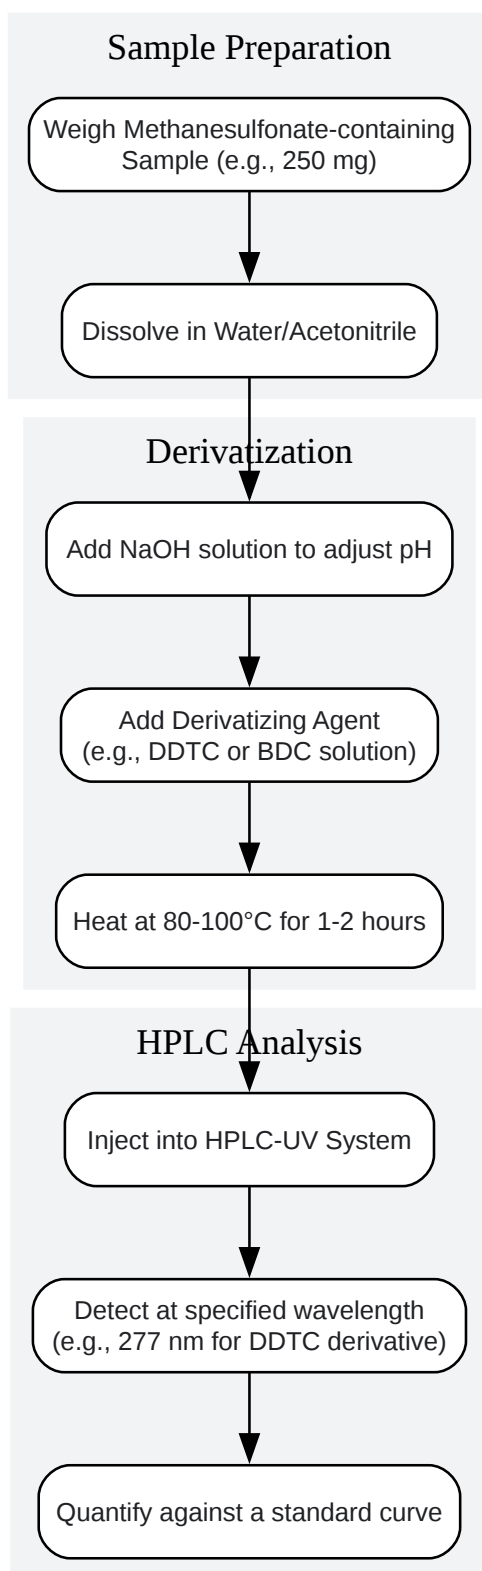 Sample Preparation
Weigh Methanesulfonate-containing
Sample (e.g., 250 mg)
Dissolve in Water/Acetonitrile
Derivatization
Add NaOH solution to adjust pH
Add Derivatizing Agent
(e.g., DDTC or BDC solution)
Heat at 80-100°C for 1-2 hours
HPLC Analysis
Inject into HPLC-UV System
Detect at specified wavelength
(e.g., 277 nm for DDTC derivative)
Quantify against a standard curve